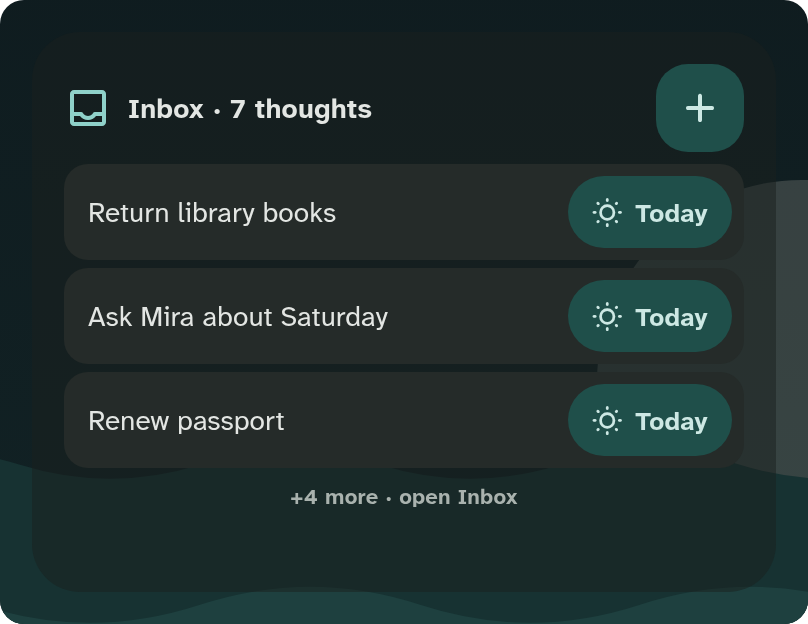 Inbox · 7 thoughts
Return library books Today
Ask Mira about Saturday Today
Renew passport Today
+4 more · open Inbox